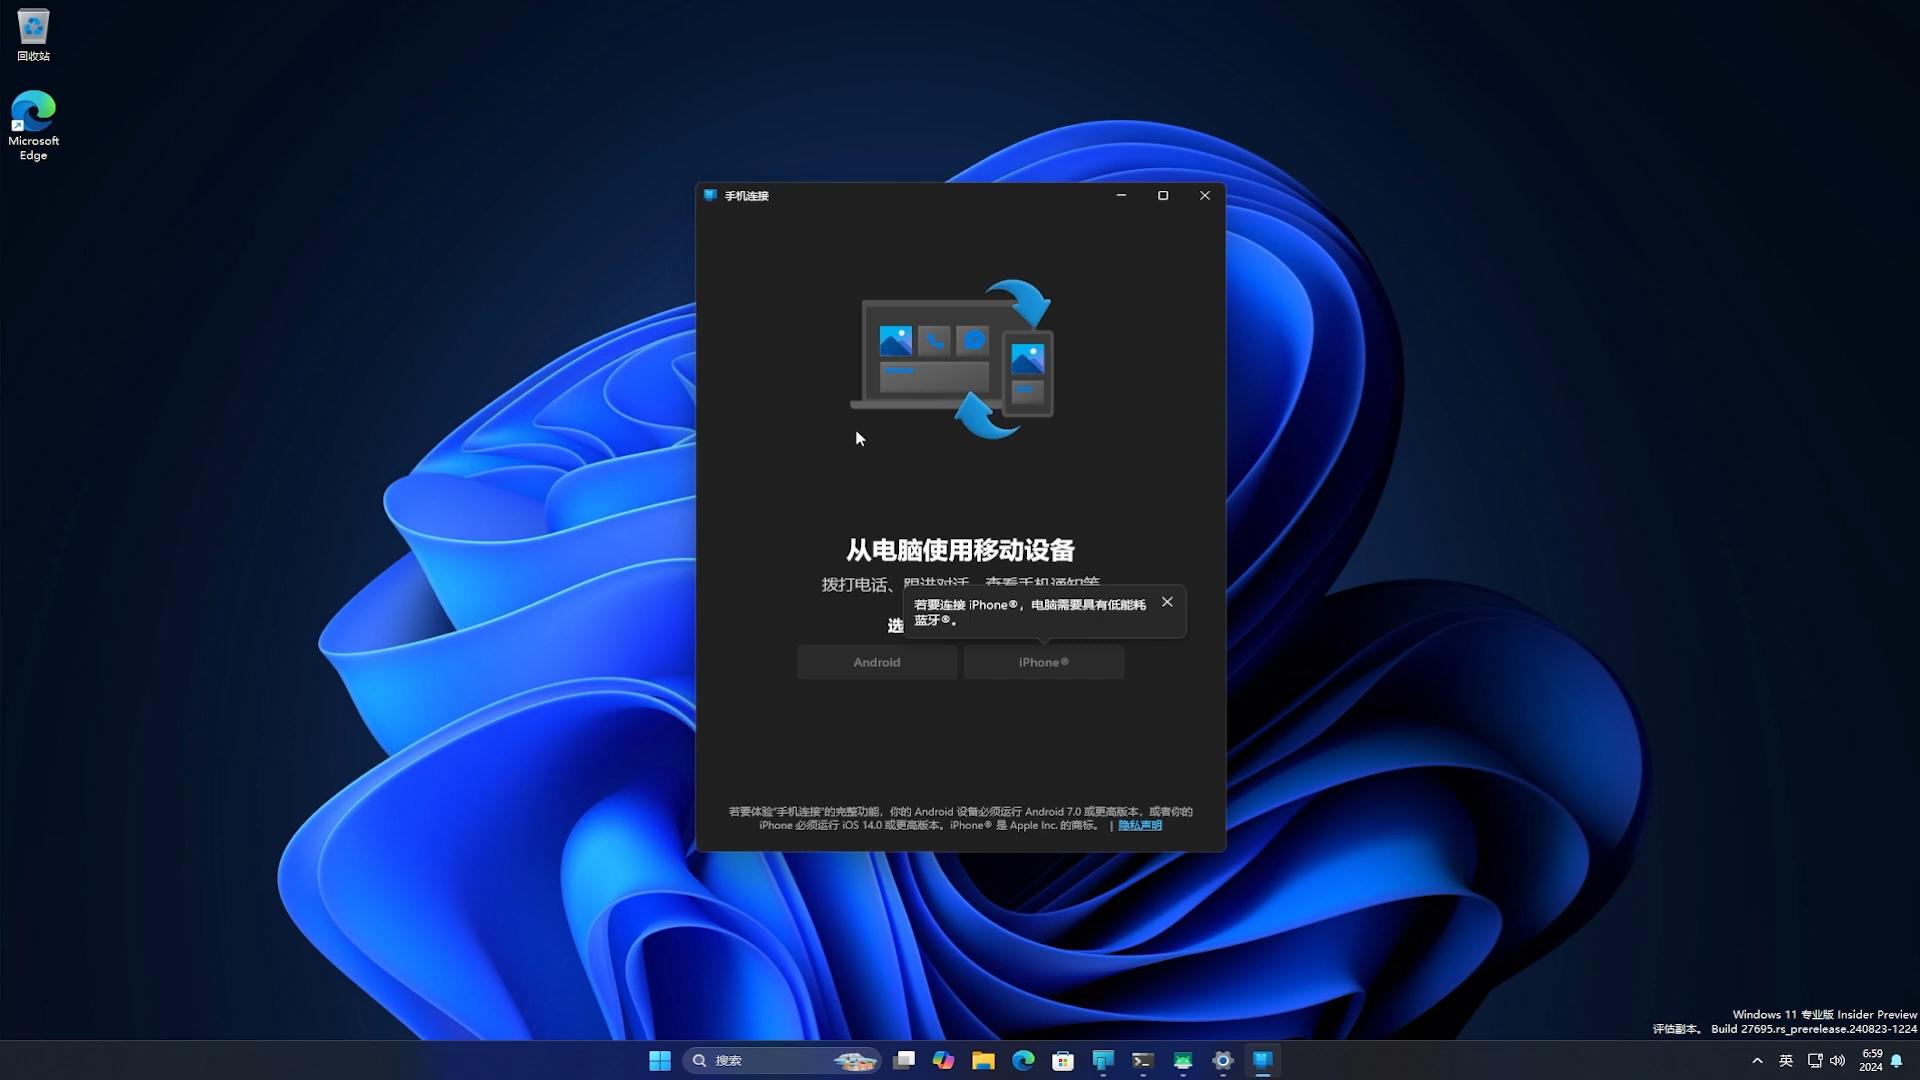 回收站
Microsoft
Edge
手机连接
从电脑使用移动设备
拨打电话、跟进对话、查看手机通知等
若要连接 iPhone®，电脑需要具有低能耗
蓝牙®。
选
Android
iPhone®
若要体验“手机连接”的完整功能，你的 Android 设备必须运行 Android 7.0 或更高版本，或者你的
iPhone 必须运行 iOS 14.0 或更高版本。iPhone® 是 Apple Inc. 的商标。 | 隐私声明
Windows 11 专业版 Insider Preview
评估副本。 Build 27695.rs_prerelease.240823-1224
搜索
英
6:59
2024